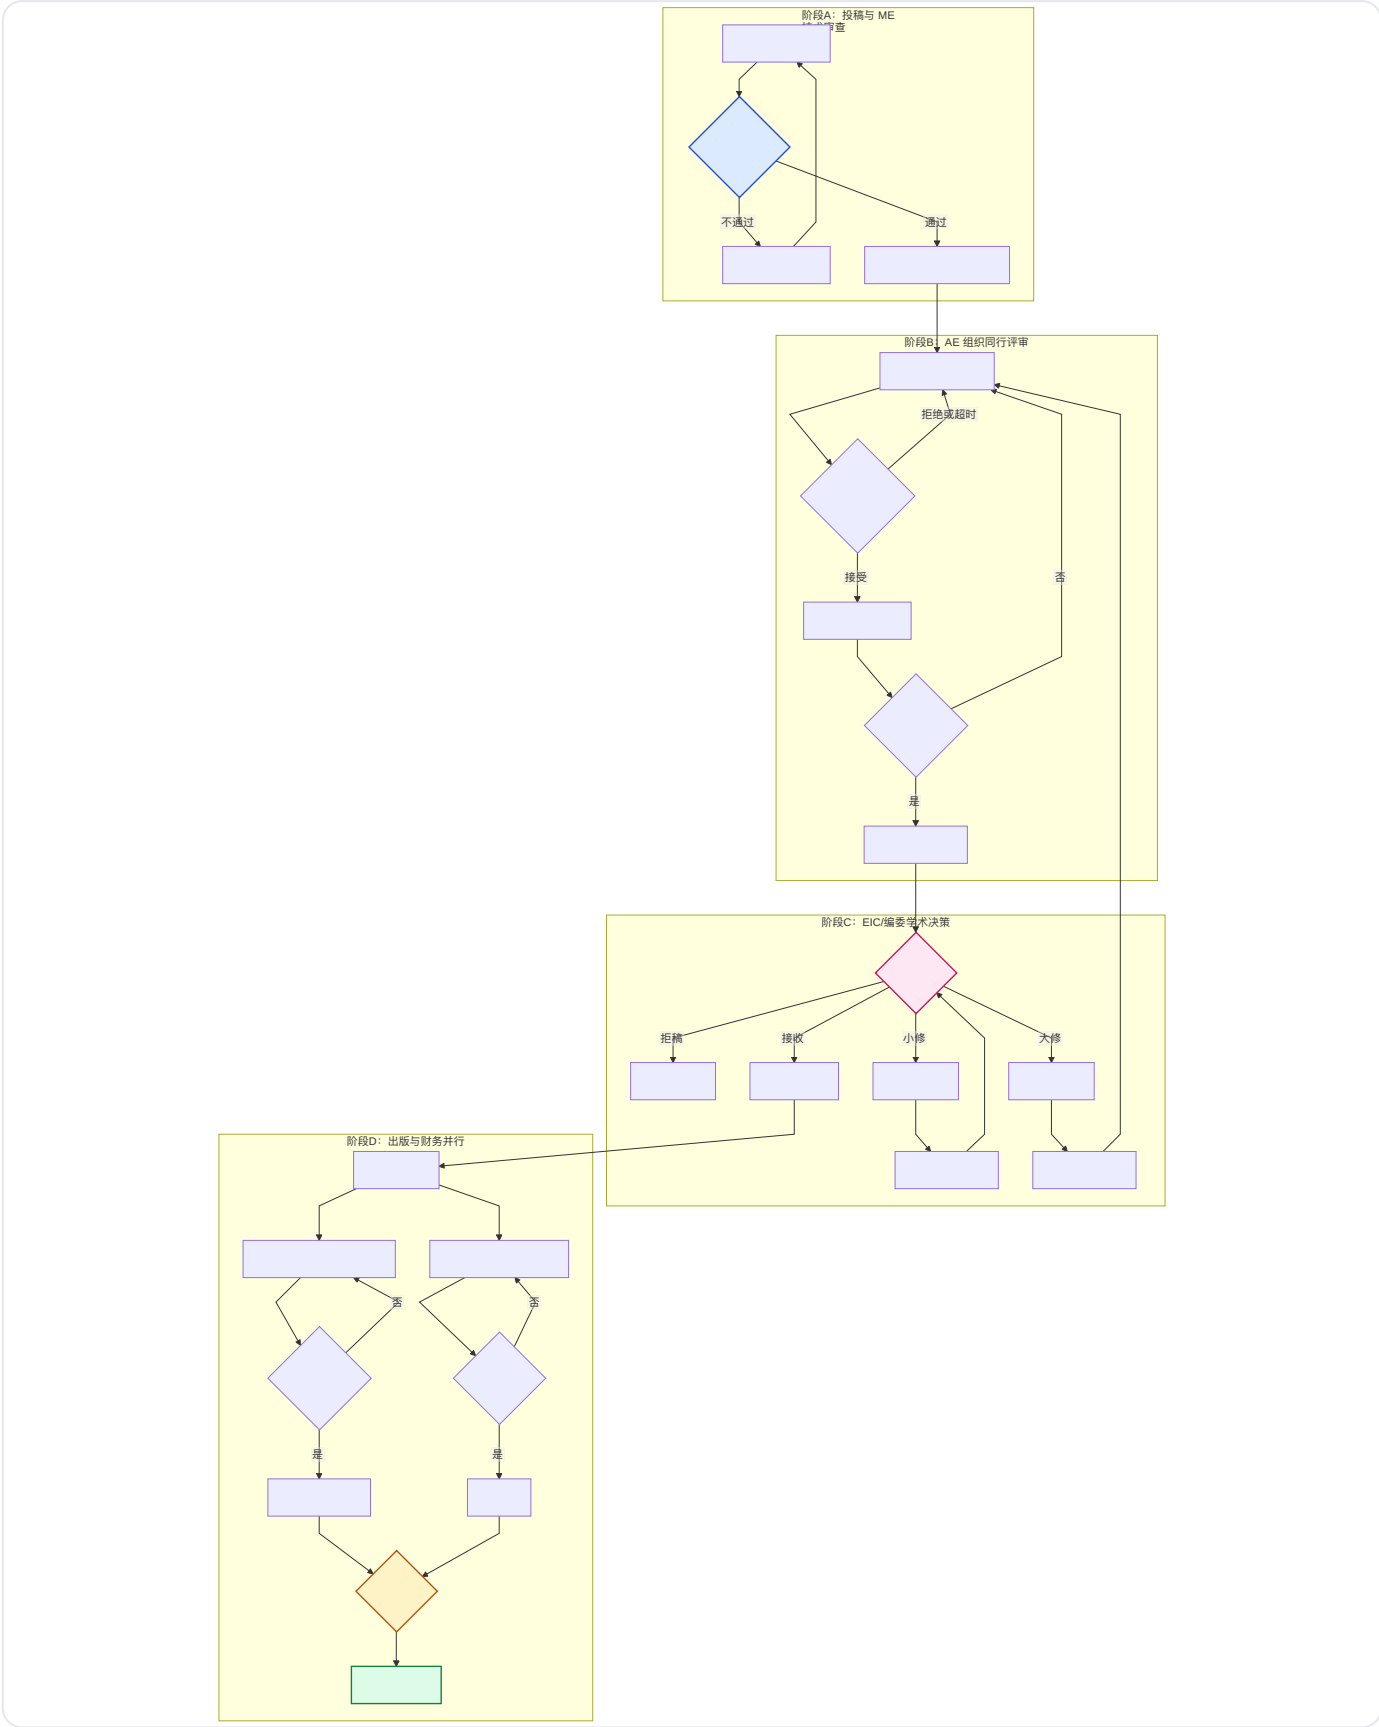 阶段A：投稿与 ME
审查
不通过
通过
阶段B：AE 组织同行评审
拒绝或超时
接受
否
是
阶段C：EIC/编委学术决策
拒稿
接收
小修
大修
阶段D：出版与财务并行
否
否
是
是